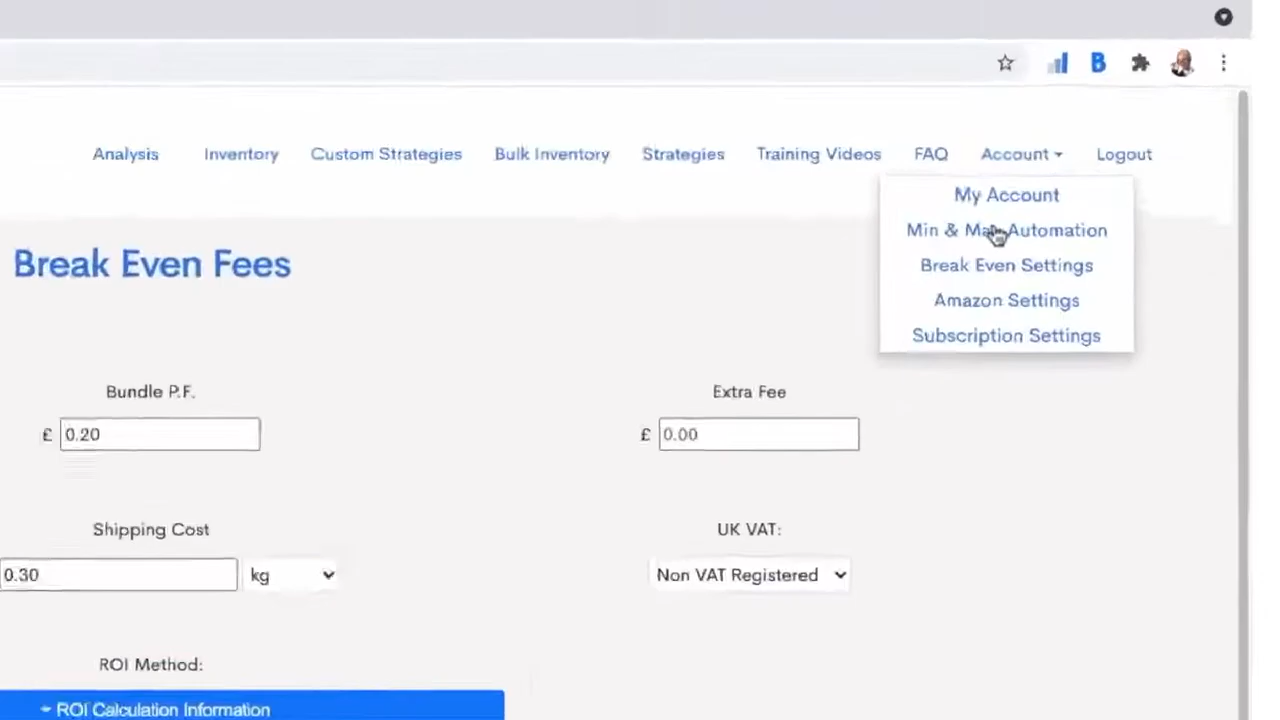 Analysis Inventory Custom Strategies Bulk Inventory Strategies Training Videos FAQ Account Logout
My Account
Min & Max Automation
Break Even Settings
Amazon Settings
Subscription Settings
Break Even Fees
Bundle P.F. Extra Fee
£ 0.20 £ 0.00
Shipping Cost UK VAT:
0.30 kg Non VAT Registered
ROI Method:
ROI Calculation Information